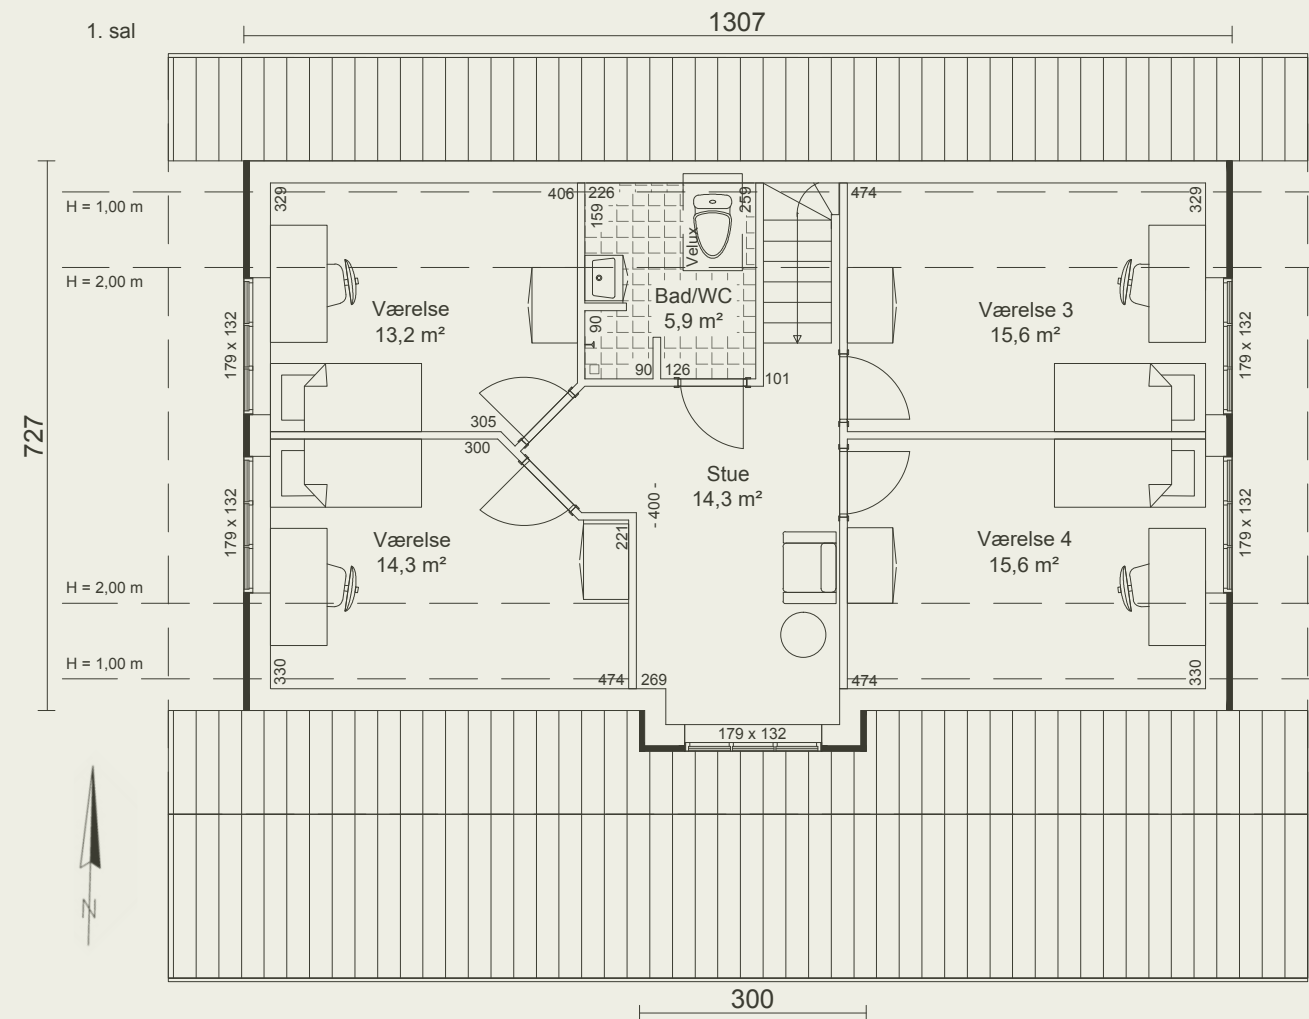 1. sal
1307
H = 1,00 m
329
406
226
159
259
474
329
Velux
H = 2,00 m
Værelse
13,2 m²
Bad/WC
5,9 m²
Værelse 3
15,6 m²
179 x 132
90
179 x 132
90
126
101
727
305
300
Stue
14,3 m²
- 400 -
179 x 132
221
179 x 132
Værelse
14,3 m²
Værelse 4
15,6 m²
H = 2,00 m
H = 1,00 m
330
474
269
474
330
179 x 132
N
300